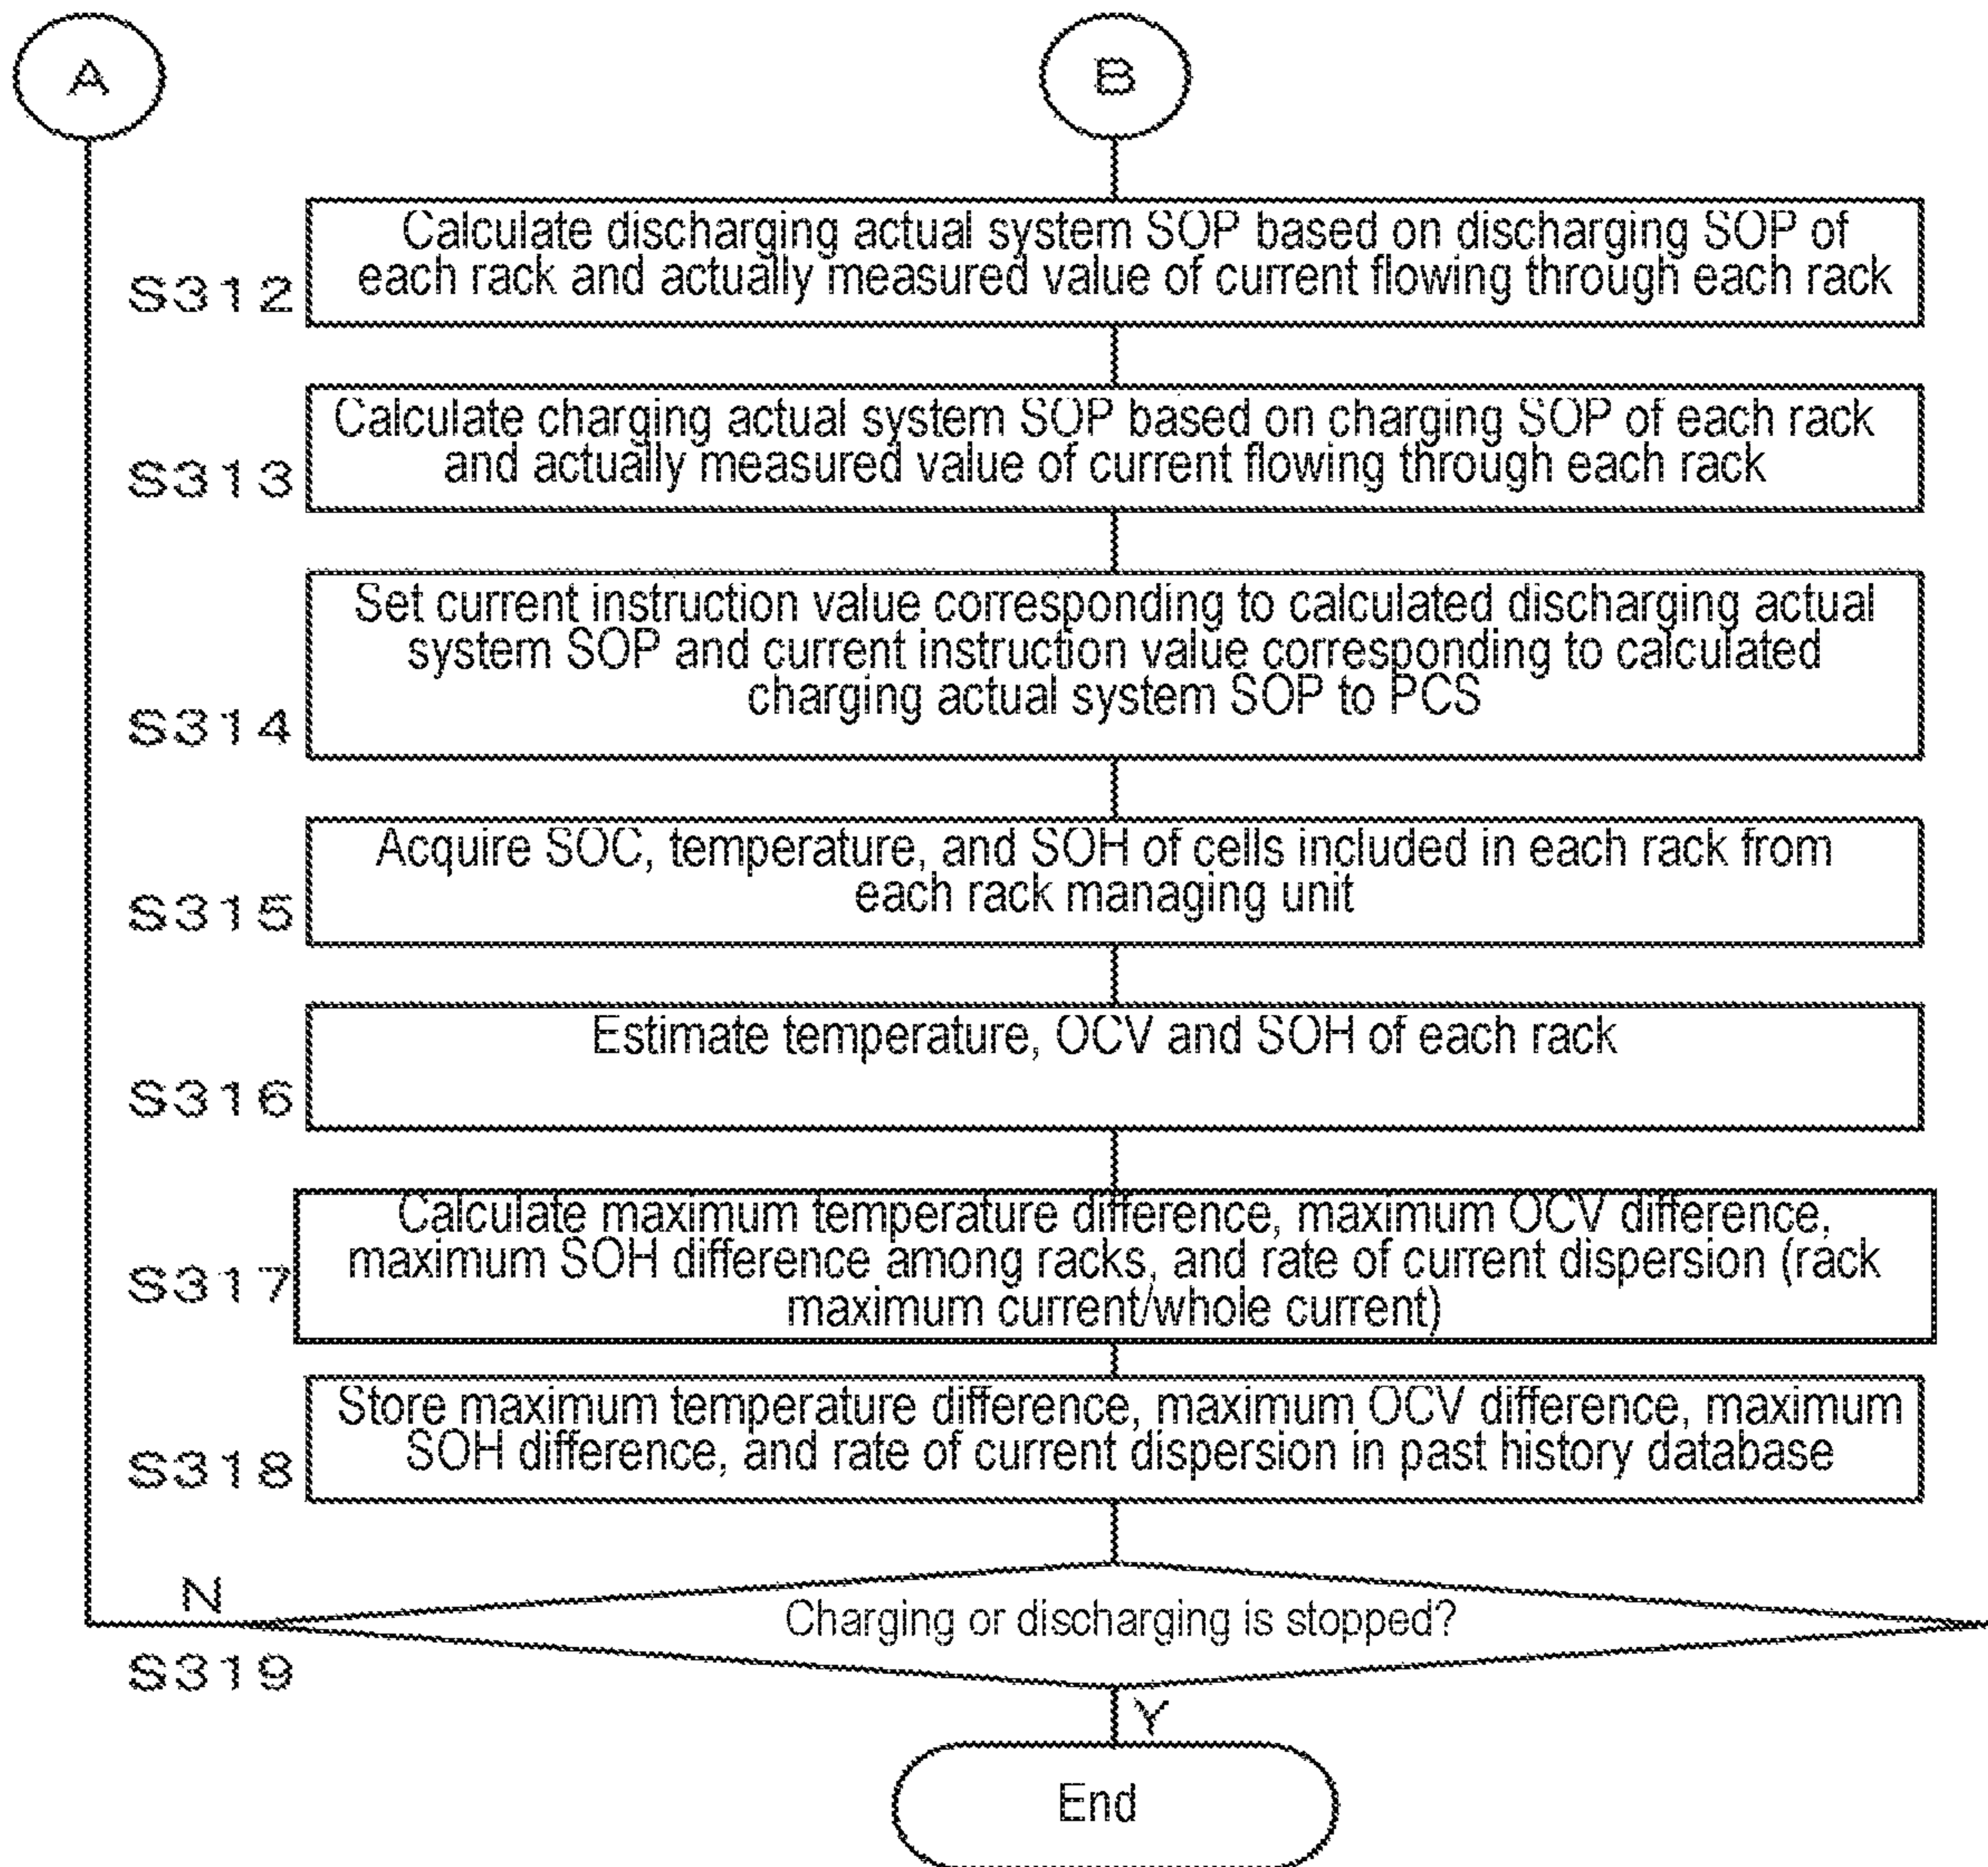 A
B
Calculate discharging actual system SOP based on discharging SOP of
each rack and actually measured value of current flowing through each rack
S312
Calculate charging actual system SOP based on charging SOP of each rack
and actually measured value of current flowing through each rack
S313
Set current instruction value corresponding to calculated discharging actual
system SOP and current instruction value corresponding to calculated
charging actual system SOP to PCS
S314
Acquire SOC, temperature, and SOH of cells included in each rack from
each rack managing unit
S315
Estimate temperature, OCV and SOH of each rack
S316
Calculate maximum temperature difference, maximum OCV difference,
maximum SOH difference among racks, and rate of current dispersion (rack
maximum current/whole current)
S317
Store maximum temperature difference, maximum OCV difference, maximum
SOH difference, and rate of current dispersion in past history database
S318
N
Charging or discharging is stopped?
S319
Y
End